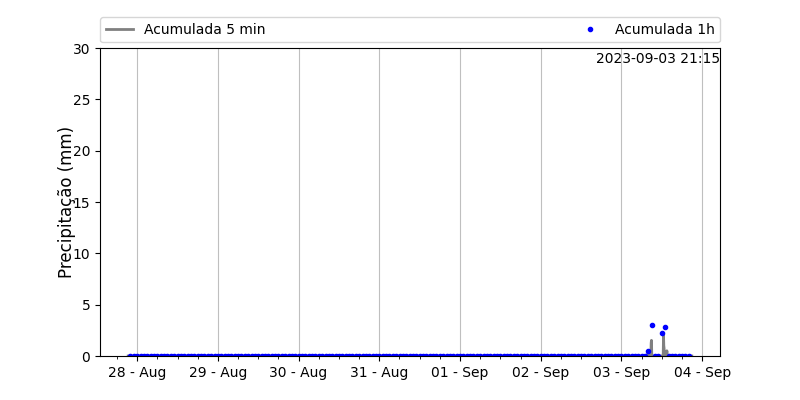 Acumulada 5 min
Acumulada 1h
2023-09-03 21:15
Precipitação (mm)
30
25
20
15
10
5
0
28 - Aug
29 - Aug
30 - Aug
31 - Aug
01 - Sep
02 - Sep
03 - Sep
04 - Sep